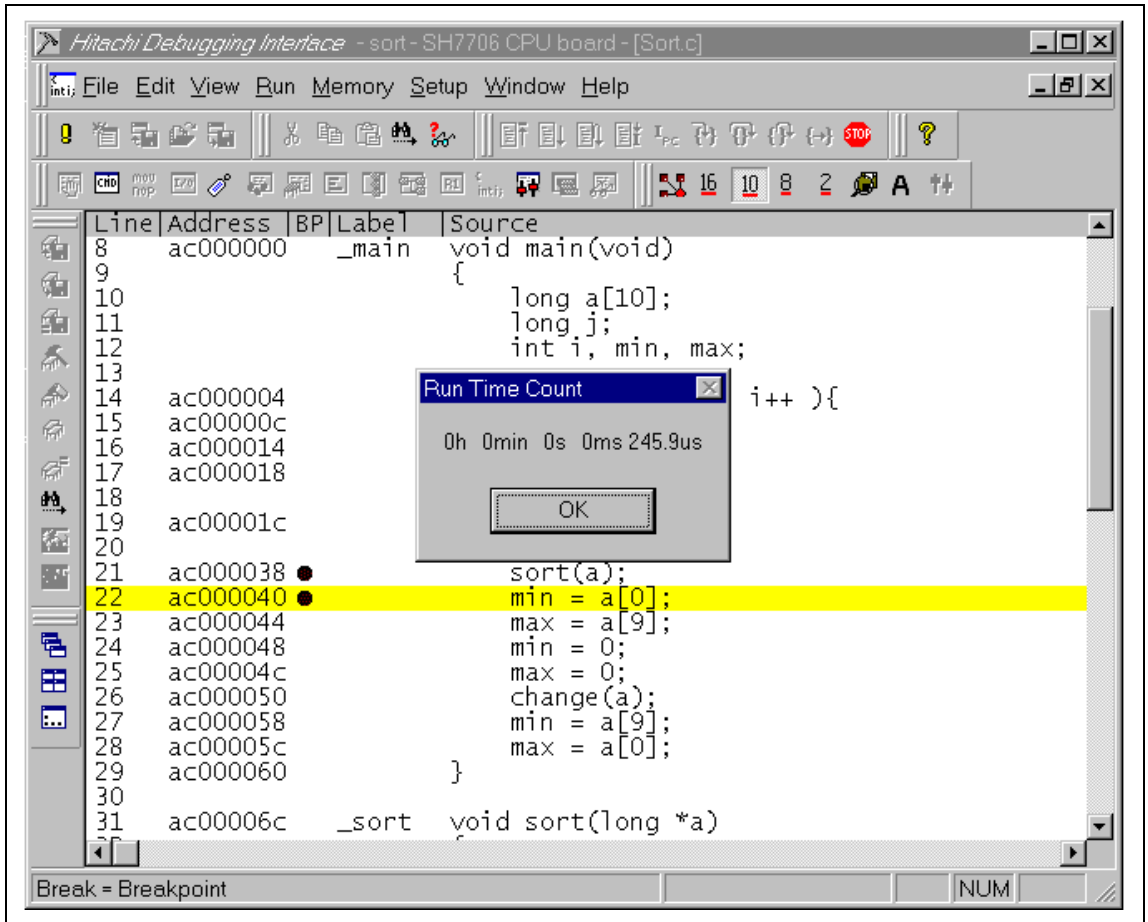 Hitachi Debugging Interface - sort - SH7706 CPU board - [Sort.c]
File Edit View Run Memory Setup Window Help
STOP
CMD 16 10 8 2 A
Line Address BP Label Source
8 ac000000 _main void main(void)
9 {
10 long a[10];
11 long j;
12 int i, min, max;
13
14 ac000004 i++ ){
15 ac00000c
16 ac000014
17 ac000018
18
19 ac00001c
20
21 ac000038 sort(a);
22 ac000040 min = a[0];
23 ac000044 max = a[9];
24 ac000048 min = 0;
25 ac00004c max = 0;
26 ac000050 change(a);
27 ac000058 min = a[9];
28 ac00005c max = a[0];
29 ac000060 }
30
31 ac00006c _sort void sort(long *a)
Run Time Count
0h 0min 0s 0ms 245.9us
OK
Break = Breakpoint NUM